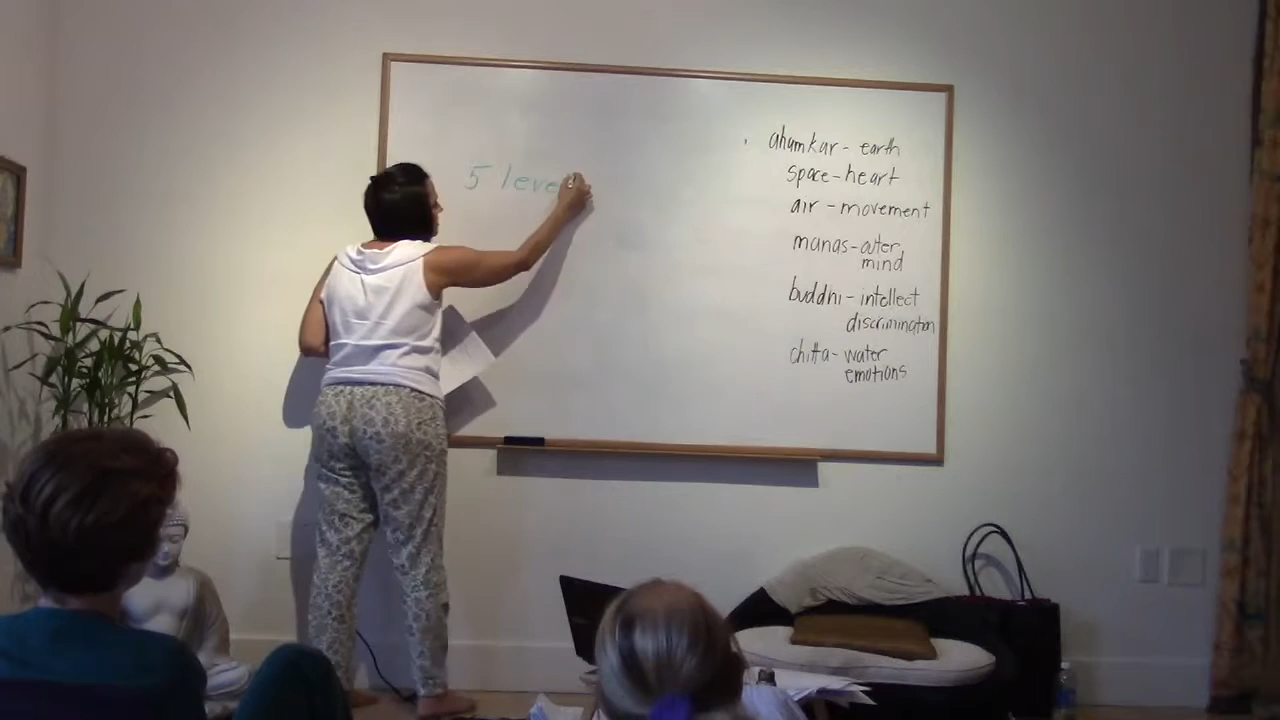 5 leve
ahumkar - earth
space - heart
air - movement
manas - outer
mind
buddhi - intellect
discrimination
chitta - water
emotions